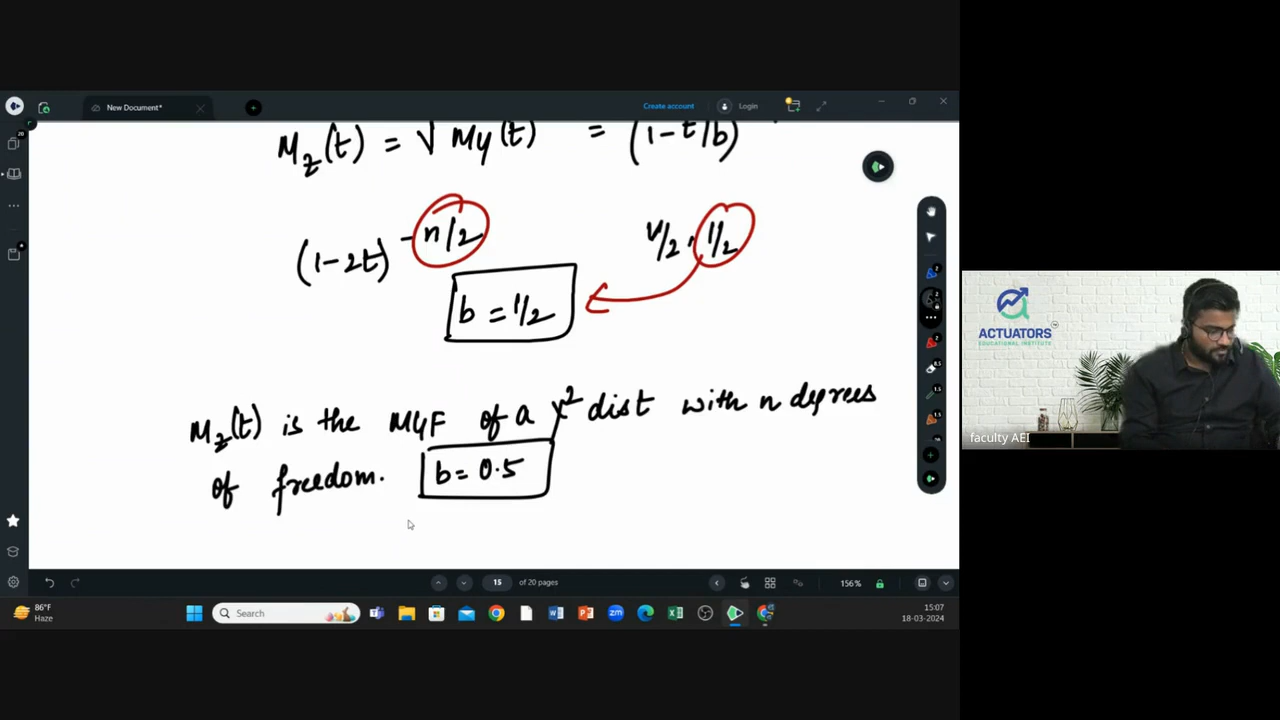 New Document*
Create account
Login
M_z(t) = √ My(t) = (1 - t/b)
(1-2t) - n/2
1/2
b = 1/2
M_z(t) is the MGF of a χ² dist with n degrees
of freedom. b = 0.5
ACTUATORS
EDUCATIONAL INSTITUTE
faculty AEI
15 of 20 pages
156%
86°F
Haze
Search
15:07
18-03-2024